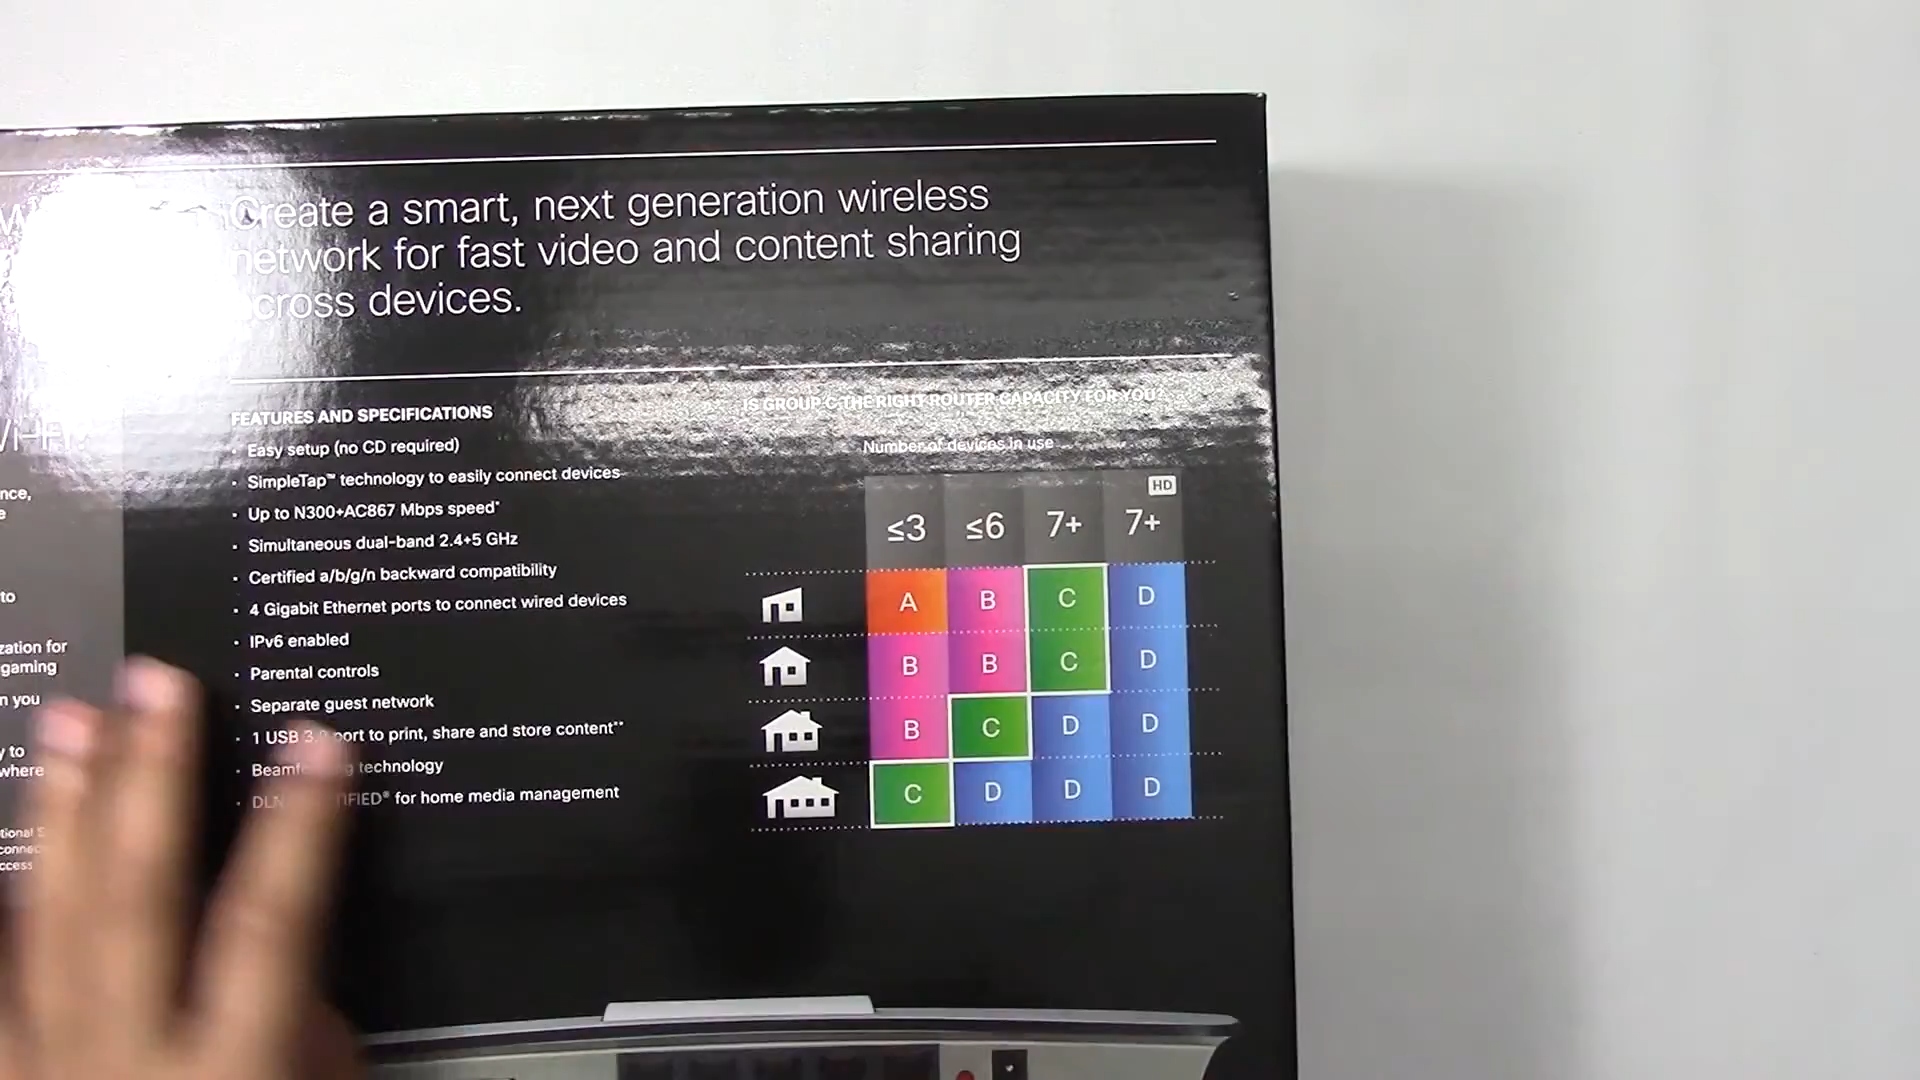 Create a smart, next generation wireless
network for fast video and content sharing
across devices.
FEATURES AND SPECIFICATIONS
• Easy setup (no CD required)
• SimpleTap™ technology to easily connect devices
• Up to N300+AC867 Mbps speed*
• Simultaneous dual-band 2.4+5 GHz
• Certified a/b/g/n backward compatibility
• 4 Gigabit Ethernet ports to connect wired devices
• IPv6 enabled
• Parental controls
• Separate guest network
• 1 USB 3.0 port to print, share and store content**
• technology
• for home media management
IS GROUP C THE RIGHT ROUTER CAPACITY FOR YOU?
Number of devices in use
HD
≤3 ≤6 7+ 7+
A B C D
B B C D
B C D D
C D D D
nce,
to
zation for
gaming
n you
y to
where